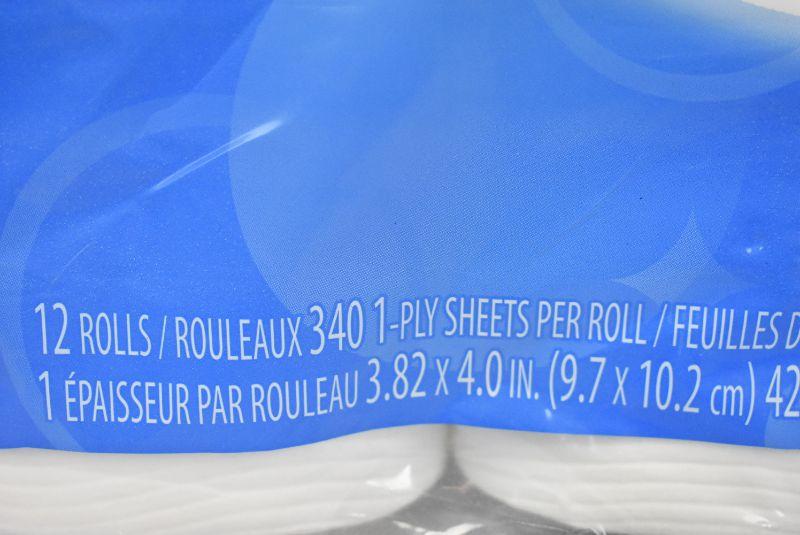 12 ROLLS / ROULEAUX 340 1-PLY SHEETS PER ROLL / FEUILLES
1 ÉPAISSEUR PAR ROULEAU 3.82 X 4.0 IN. (9.7 x 10.2 cm)